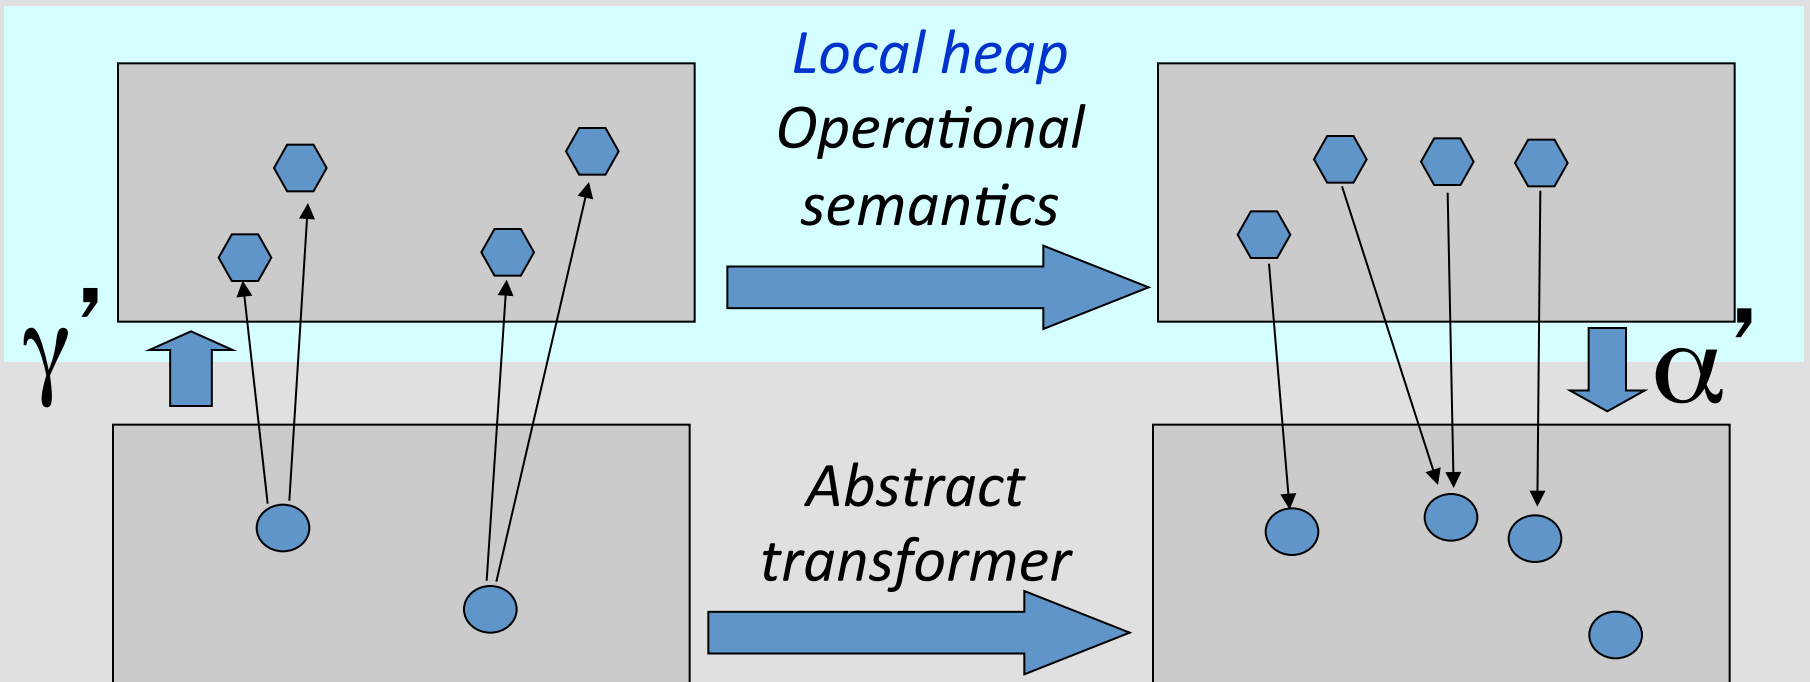 Local heap
Operational
semantics
γ’
α’
Abstract
transformer